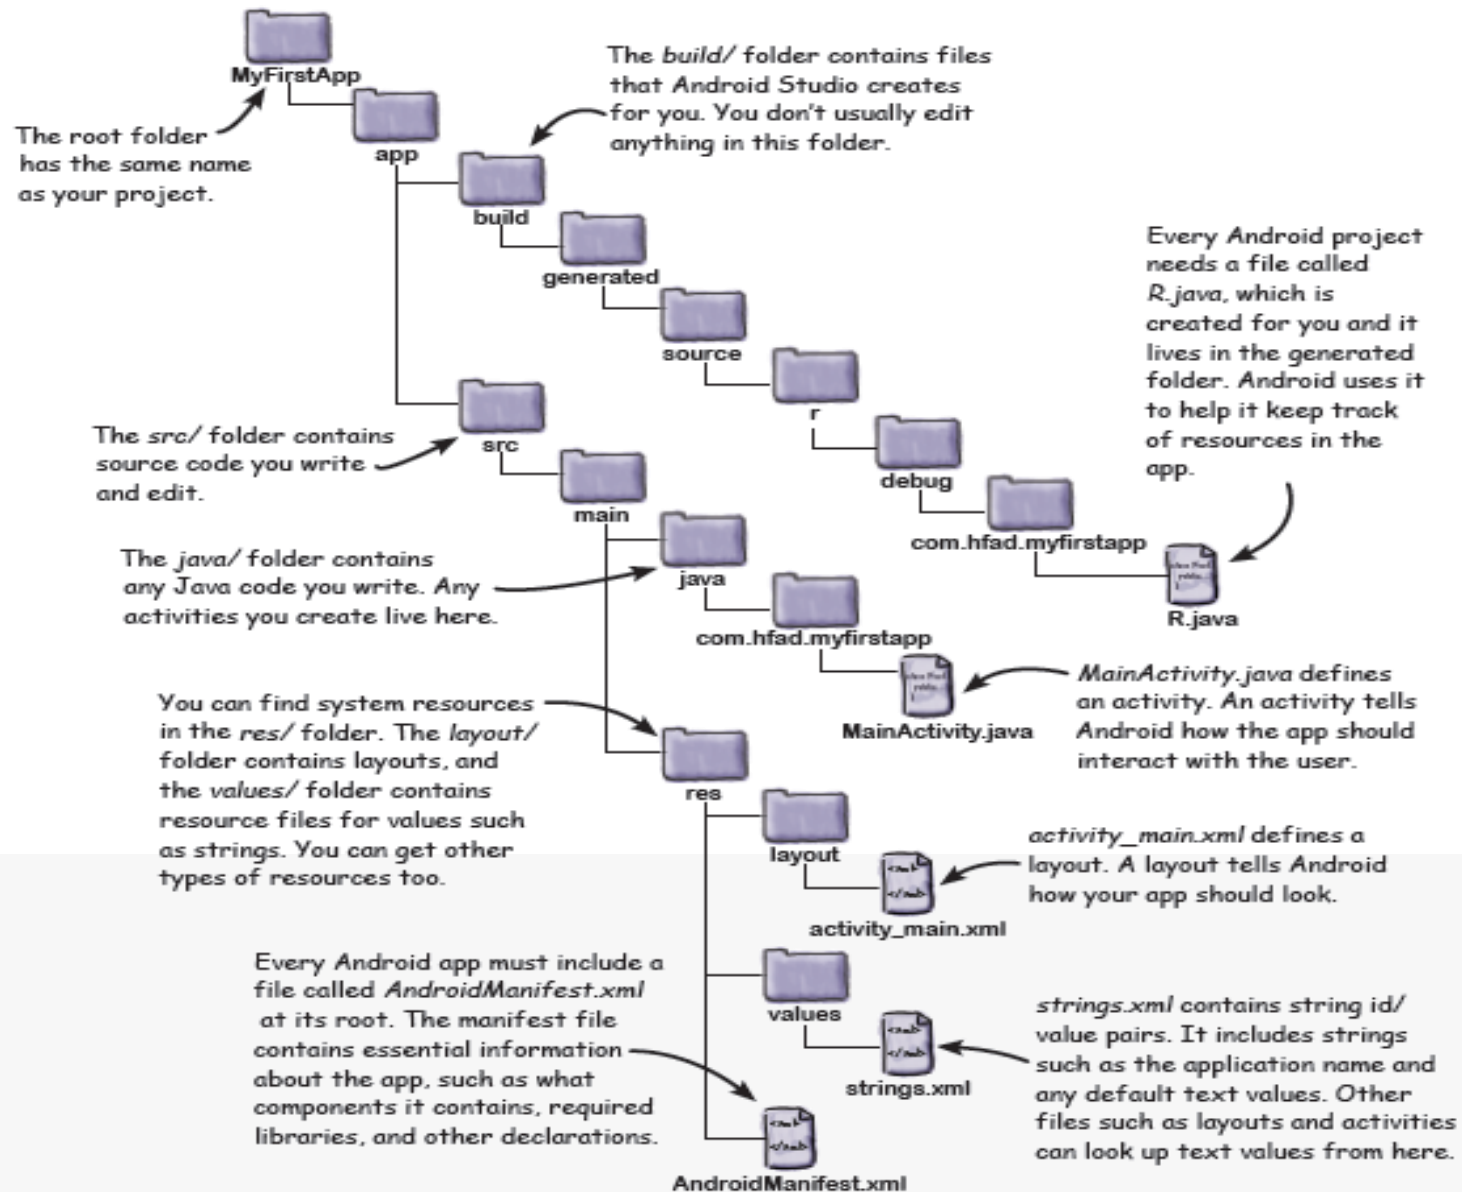 MyFirstApp
The root folder
has the same name
as your project.
app
The build/ folder contains files
that Android Studio creates
for you. You don't usually edit
anything in this folder.
build
generated
source
r
debug
com.hfad.myfirstapp
R.java
Every Android project
needs a file called
R.java, which is
created for you and it
lives in the generated
folder. Android uses it
to help it keep track
of resources in the
app.
The src/ folder contains
source code you write
and edit.
src
main
The java/ folder contains
any Java code you write. Any
activities you create live here.
java
com.hfad.myfirstapp
MainActivity.java
MainActivity.java defines
an activity. An activity tells
Android how the app should
interact with the user.
You can find system resources
in the res/ folder. The layout/
folder contains layouts, and
the values/ folder contains
resource files for values such
as strings. You can get other
types of resources too.
res
layout
<xml>
</xml>
activity_main.xml
activity_main.xml defines a
layout. A layout tells Android
how your app should look.
values
<xml>
</xml>
strings.xml
strings.xml contains string id/
value pairs. It includes strings
such as the application name and
any default text values. Other
files such as layouts and activities
can look up text values from here.
Every Android app must include a
file called AndroidManifest.xml
at its root. The manifest file
contains essential information
about the app, such as what
components it contains, required
libraries, and other declarations.
<xml>
</xml>
AndroidManifest.xml